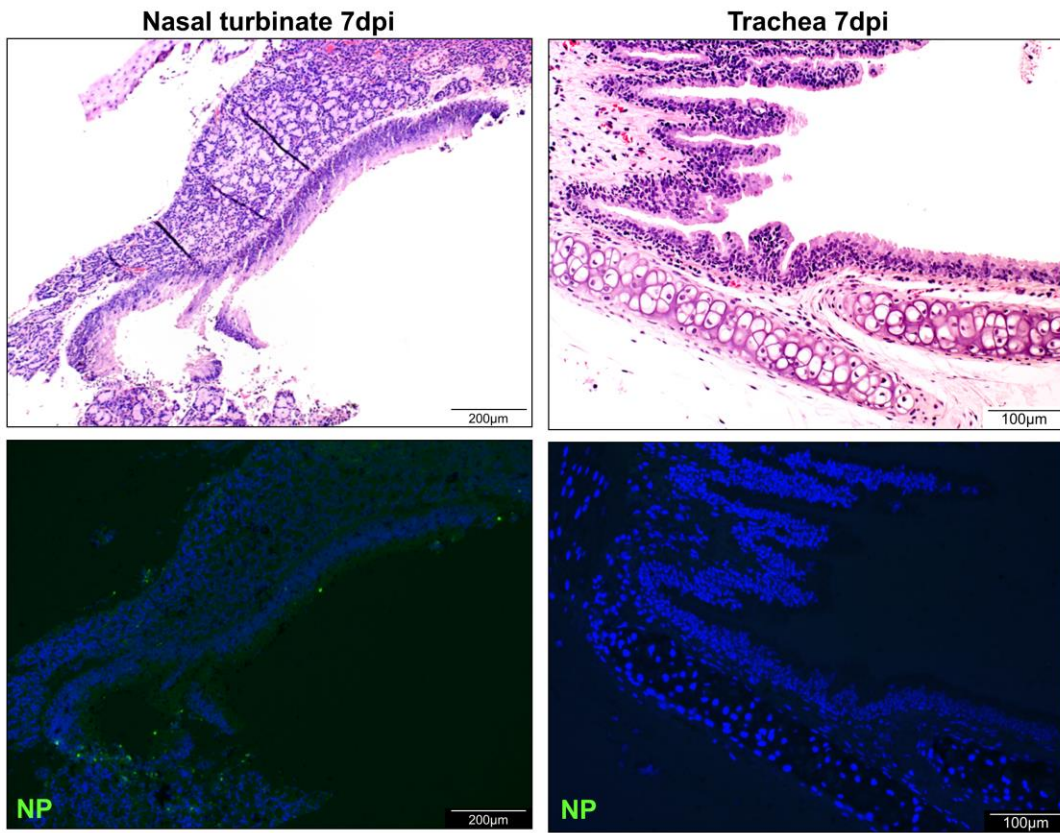 Nasal turbinate 7dpi
Trachea 7dpi
200μm
100μm
NP
200μm
NP
100μm